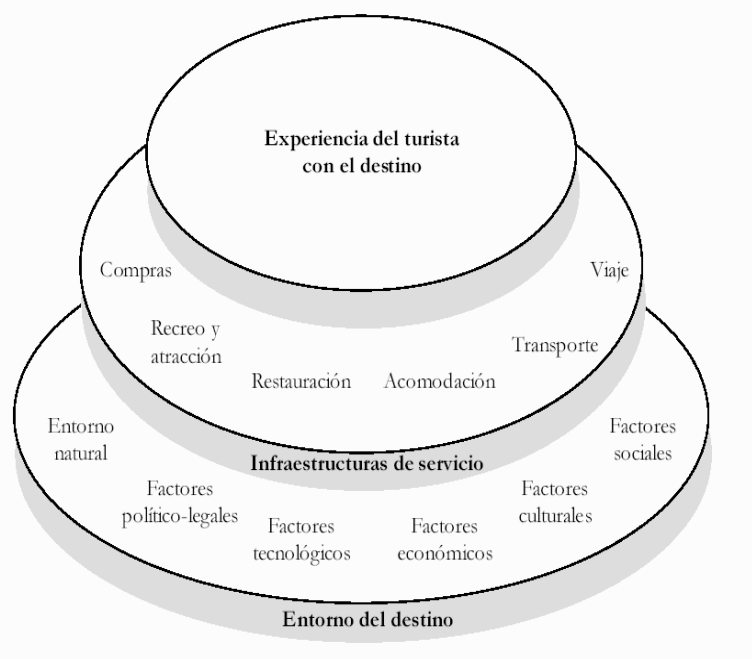 Experiencia del turista
con el destino
Compras
Viaje
Recreo y
atracción
Transporte
Restauración
Acomodación
Infraestructuras de servicio
Entorno
natural
Factores
sociales
Factores
político-legales
Factores
culturales
Factores
tecnológicos
Factores
económicos
Entorno del destino